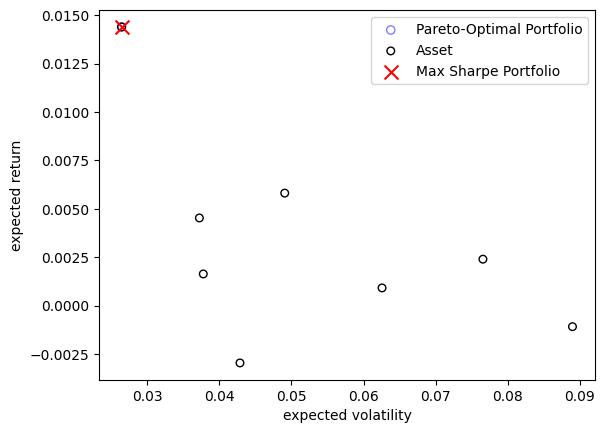 0.0150
0.0125
0.0100
0.0075
0.0050
0.0025
0.0000
−0.0025
expected return
Pareto-Optimal Portfolio
Asset
Max Sharpe Portfolio
0.03 0.04 0.05 0.06 0.07 0.08 0.09
expected volatility